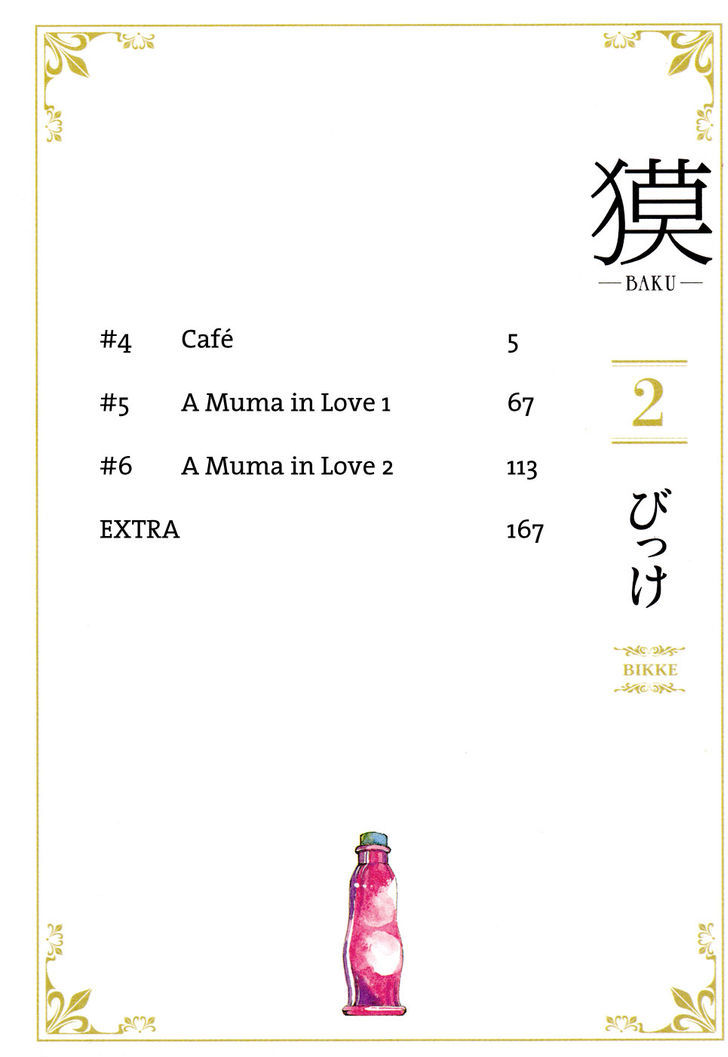 獏
BAKU
2
びっけ
BIKKE
#4 Café 5
#5 A Muma in Love 1 67
#6 A Muma in Love 2 113
EXTRA 167